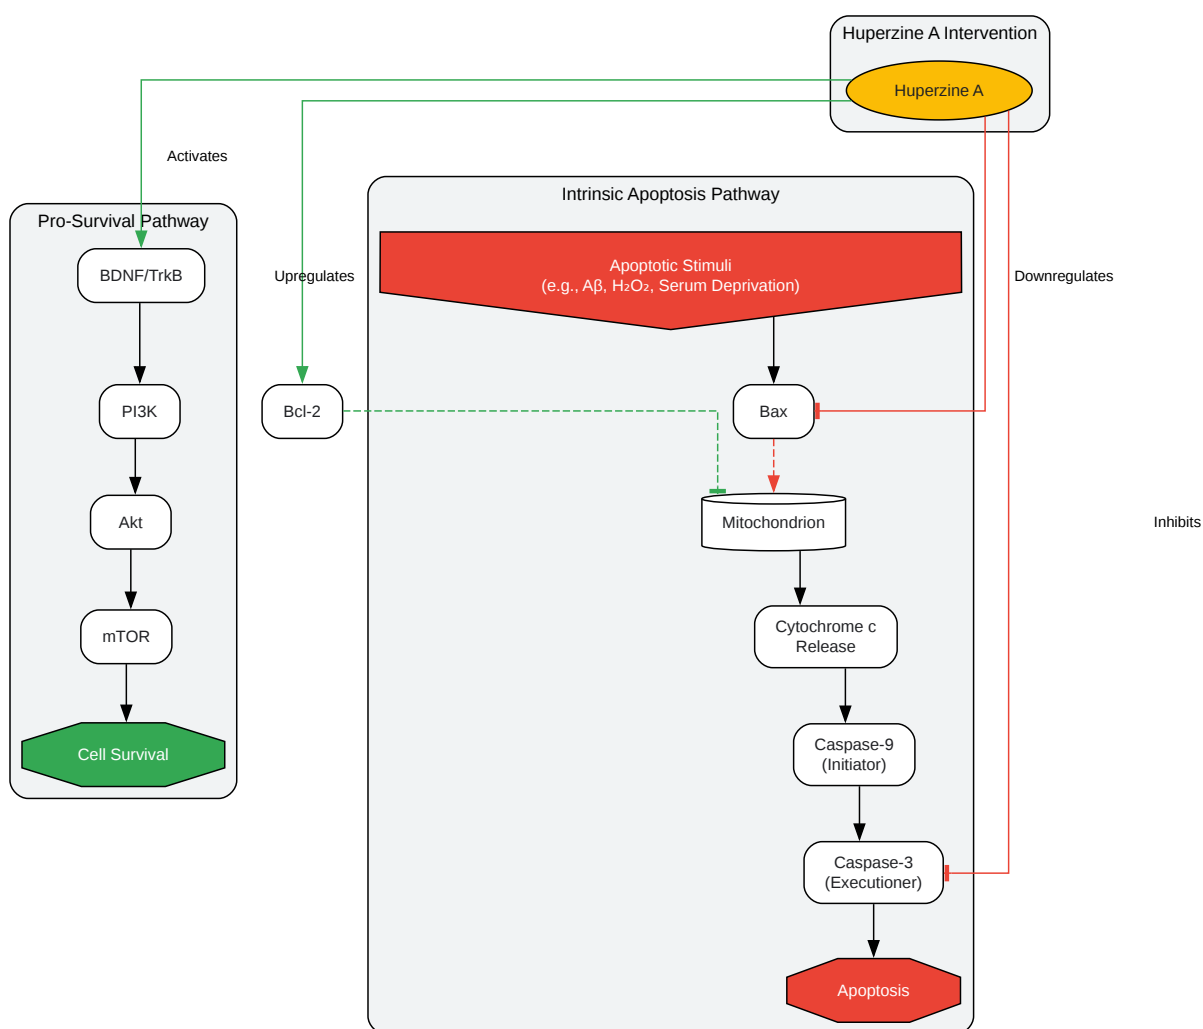 Huperzine A Intervention
Huperzine A
Activates
Intrinsic Apoptosis Pathway
Pro-Survival Pathway
Apoptotic Stimuli
(e.g., Aβ, H₂O₂, Serum Deprivation)
BDNF/TrkB
Upregulates
Downregulates
PI3K
Bcl-2
Bax
Akt
Mitochondrion
Inhibits
mTOR
Cytochrome c
Release
Cell Survival
Caspase-9
(Initiator)
Caspase-3
(Executioner)
Apoptosis